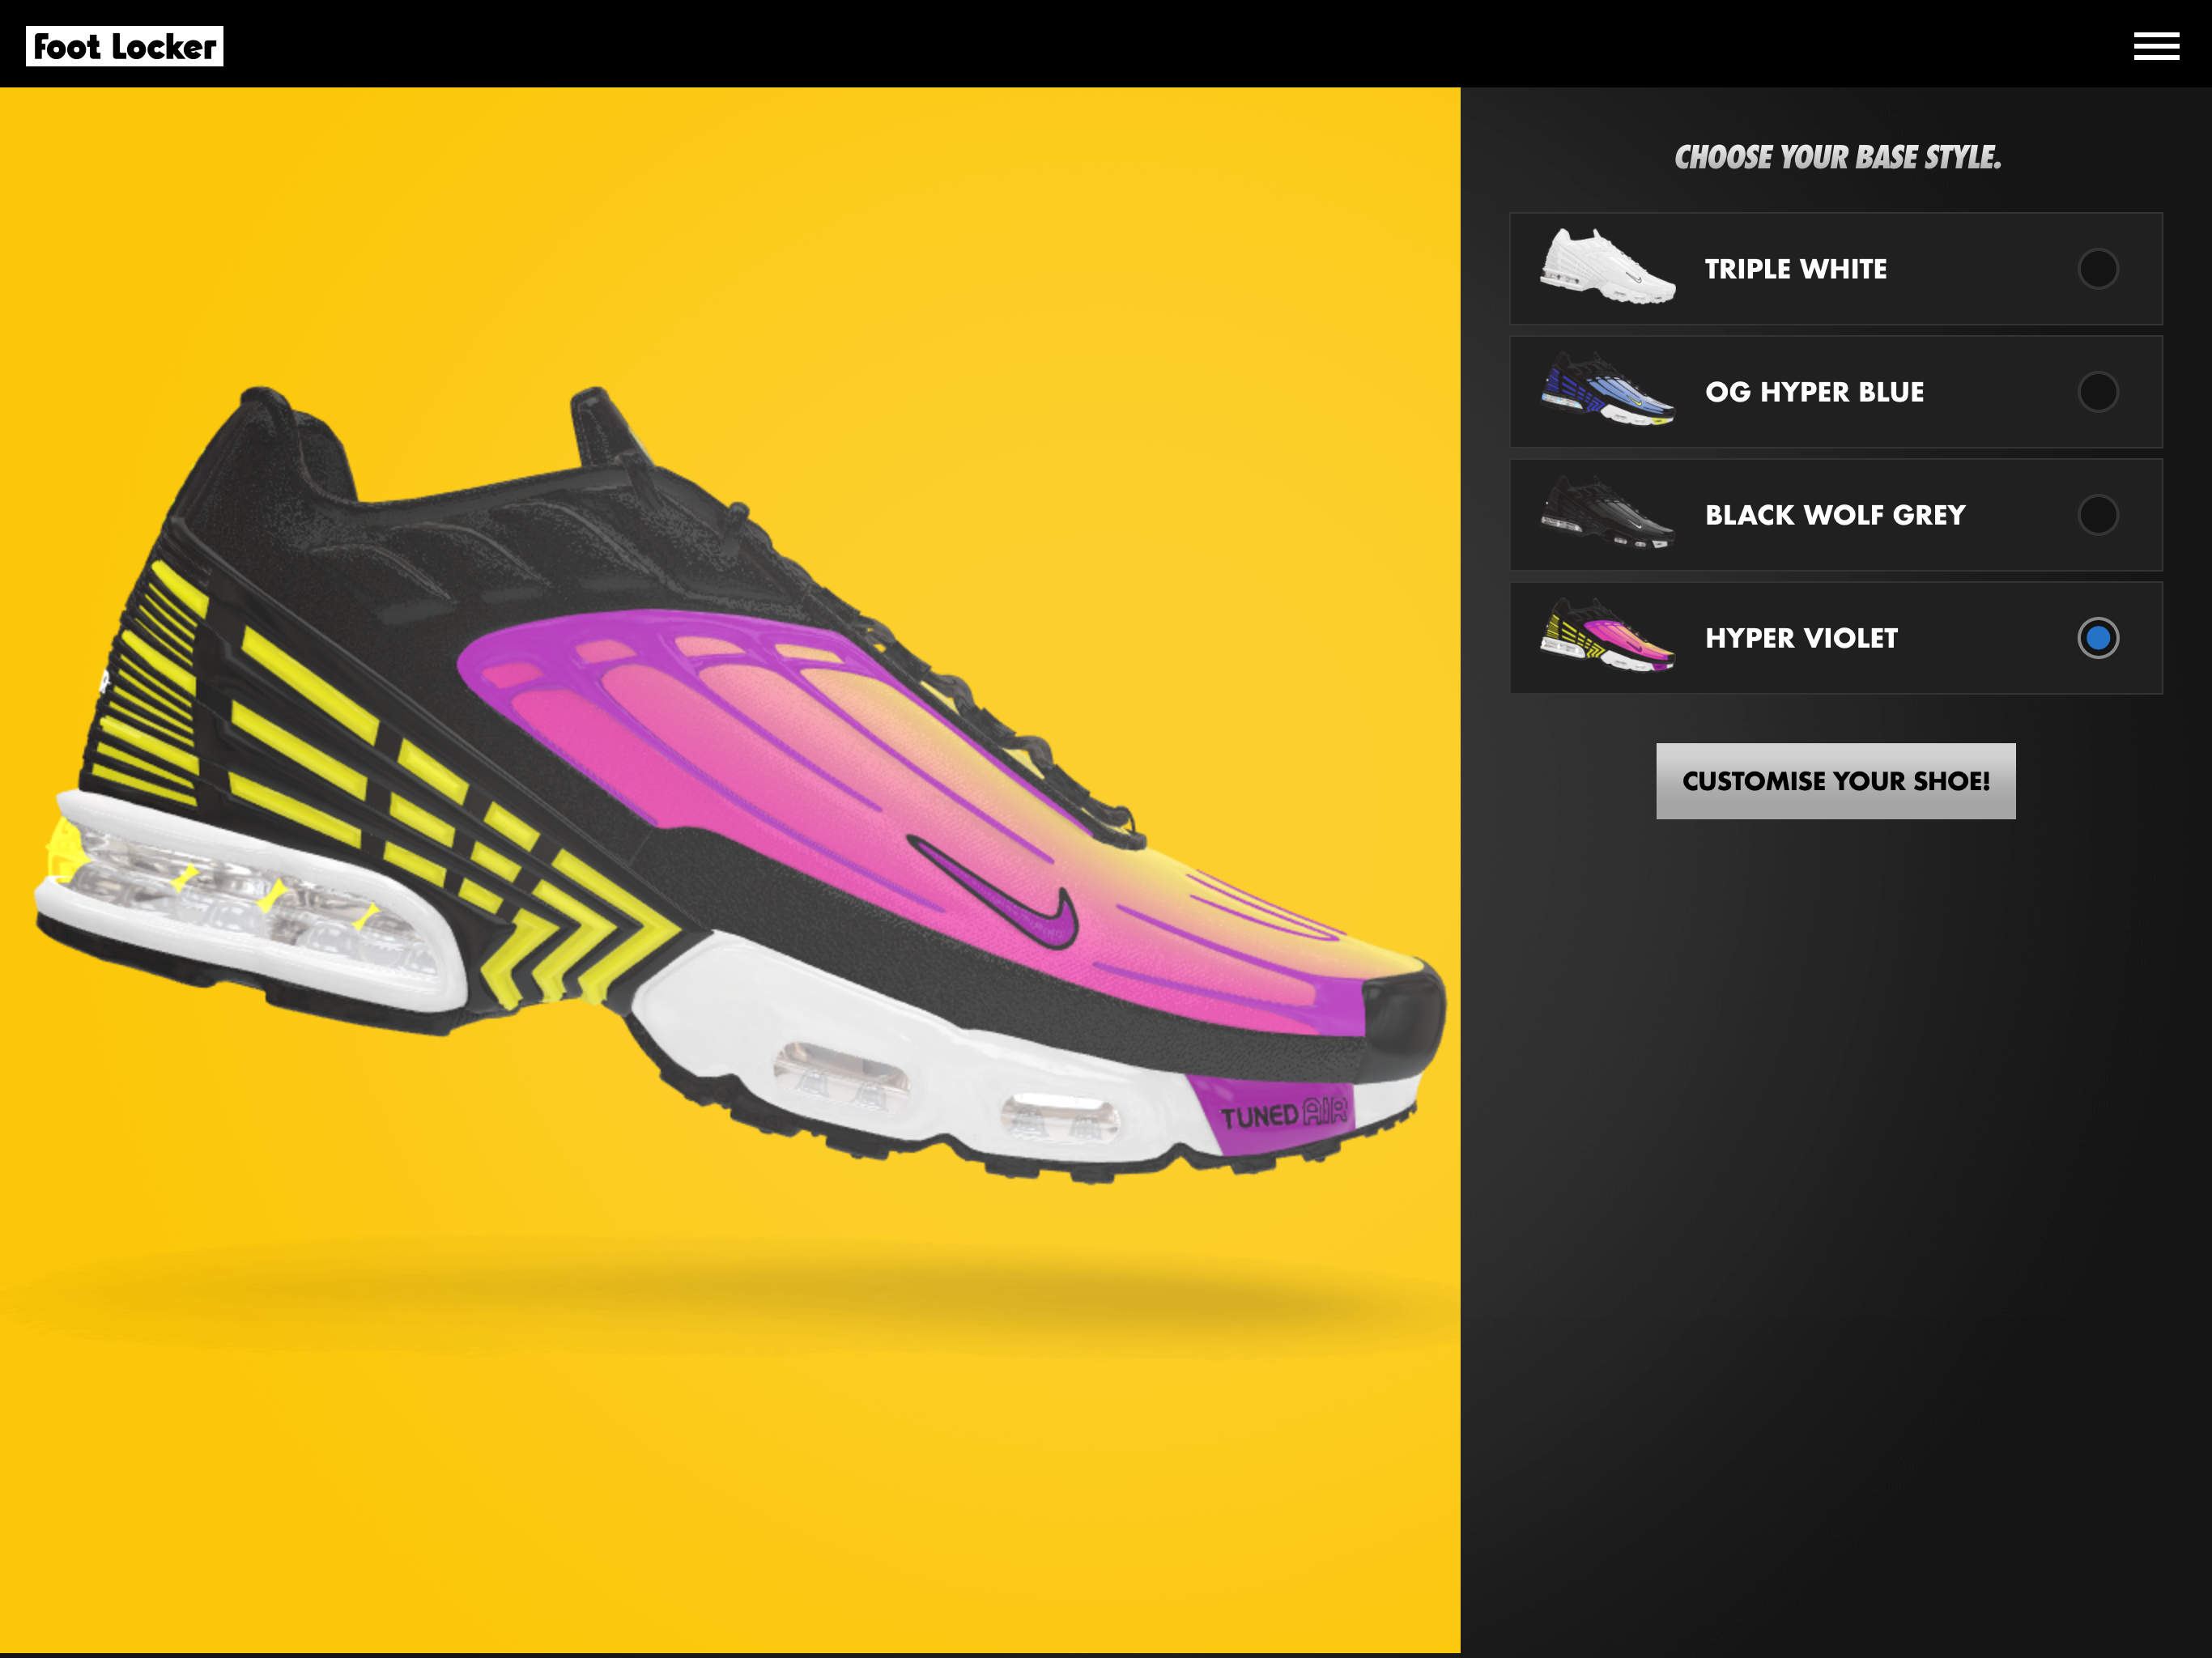 Foot Locker
CHOOSE YOUR BASE STYLE.
TRIPLE WHITE
OG HYPER BLUE
BLACK WOLF GREY
HYPER VIOLET
CUSTOMISE YOUR SHOE!
TUNED AIR